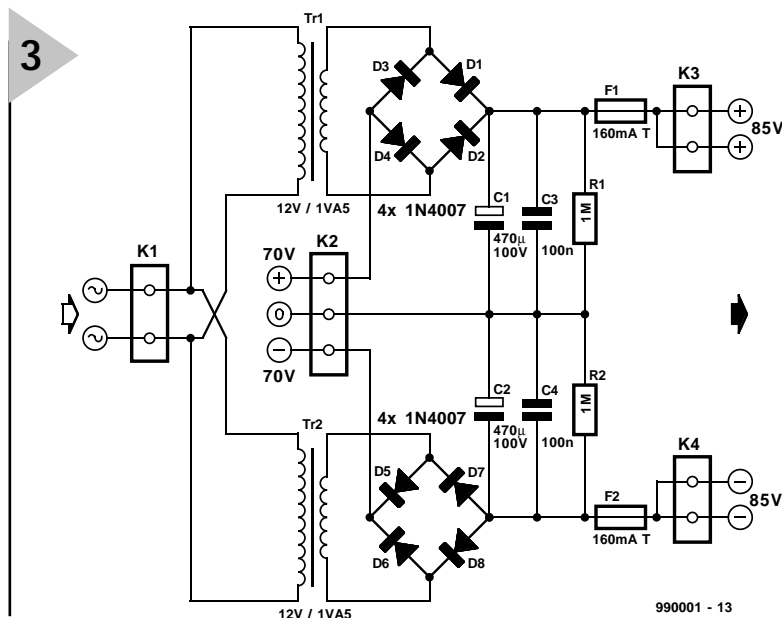 3
Tr1
D3
D1
D4
D2
12V / 1VA5
4x 1N4007
K1
70V
K2
+
0
−
70V
C1
470µ
100V
C3
100n
R1
1M
F1
160mA T
K3
+
+
85V
4x 1N4007
Tr2
D5
D7
D6
D8
12V / 1VA5
C2
470µ
100V
C4
100n
R2
1M
F2
160mA T
K4
−
−
85V
990001 - 13